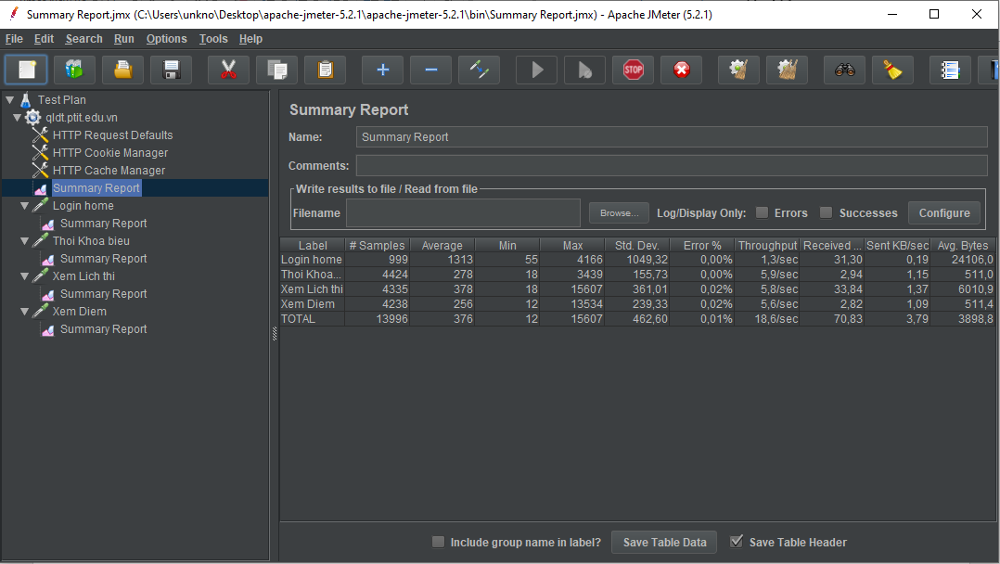 Summary Report.jmx (C:\Users\unkno\Desktop\apache-jmeter-5.2.1\apache-jmeter-5.2.1\bin\Summary Report.jmx) - Apache JMeter (5.2.1)
File Edit Search Run Options Tools Help
STOP
Test Plan
qldt.ptit.edu.vn
HTTP Request Defaults
HTTP Cookie Manager
HTTP Cache Manager
Summary Report
Login home
Summary Report
Thoi Khoa bieu
Summary Report
Xem Lich thi
Summary Report
Xem Diem
Summary Report
Summary Report
Name: Summary Report
Comments:
Write results to file / Read from file
Filename Browse... Log/Display Only: Errors Successes Configure
Label # Samples Average Min Max Std. Dev. Error % Throughput Received ... Sent KB/sec Avg. Bytes
Login home 999 1313 55 4166 1049,32 0,00% 1,3/sec 31,30 0,19 24106,0
Thoi Khoa... 4424 278 18 3439 155,73 0,00% 5,9/sec 2,94 1,15 511,0
Xem Lich thi 4335 378 18 15607 361,01 0,02% 5,8/sec 33,84 1,37 6010,9
Xem Diem 4238 256 12 13534 239,33 0,02% 5,6/sec 2,82 1,09 511,4
TOTAL 13996 376 12 15607 462,60 0,01% 18,6/sec 70,83 3,79 3898,8
Include group name in label? Save Table Data Save Table Header